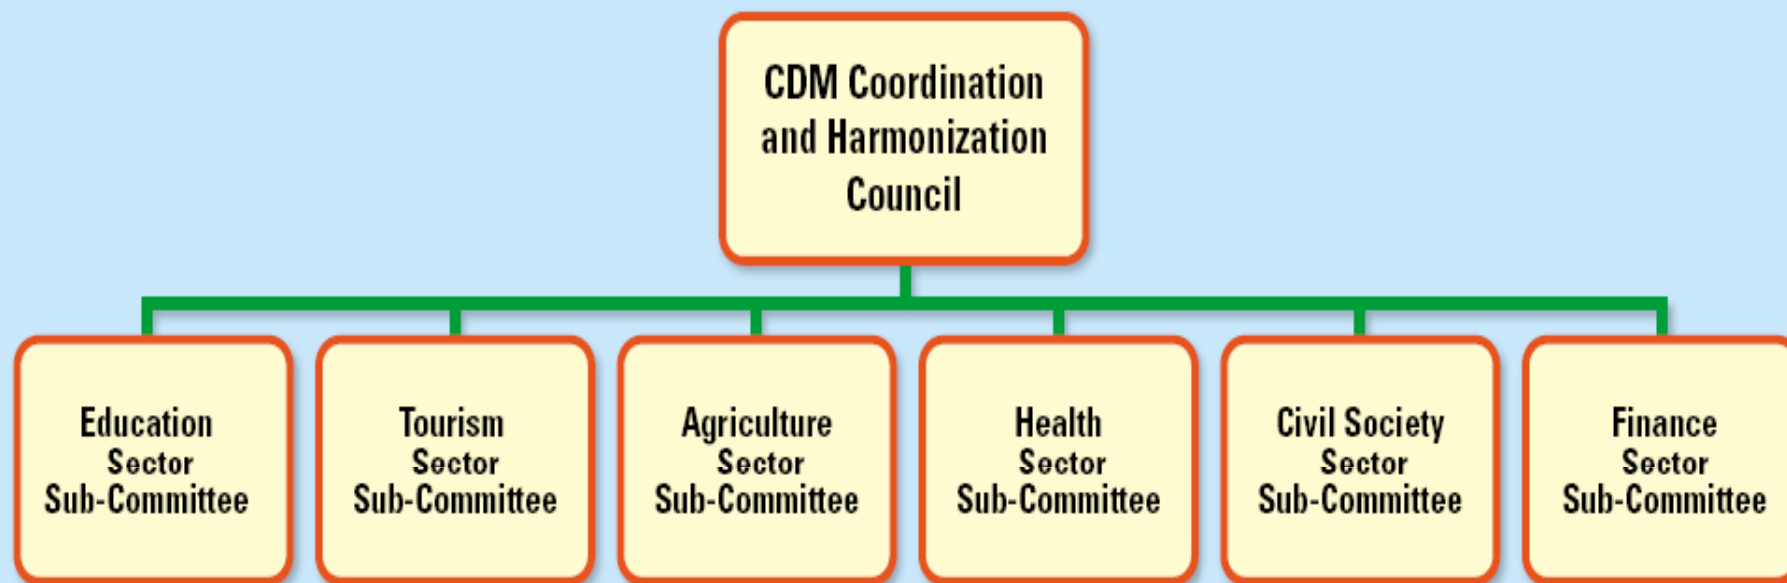 CDM Coordination
and Harmonization
Council
Education
Sector
Sub-Committee
Tourism
Sector
Sub-Committee
Agriculture
Sector
Sub-Committee
Health
Sector
Sub-Committee
Civil Society
Sector
Sub-Committee
Finance
Sector
Sub-Committee